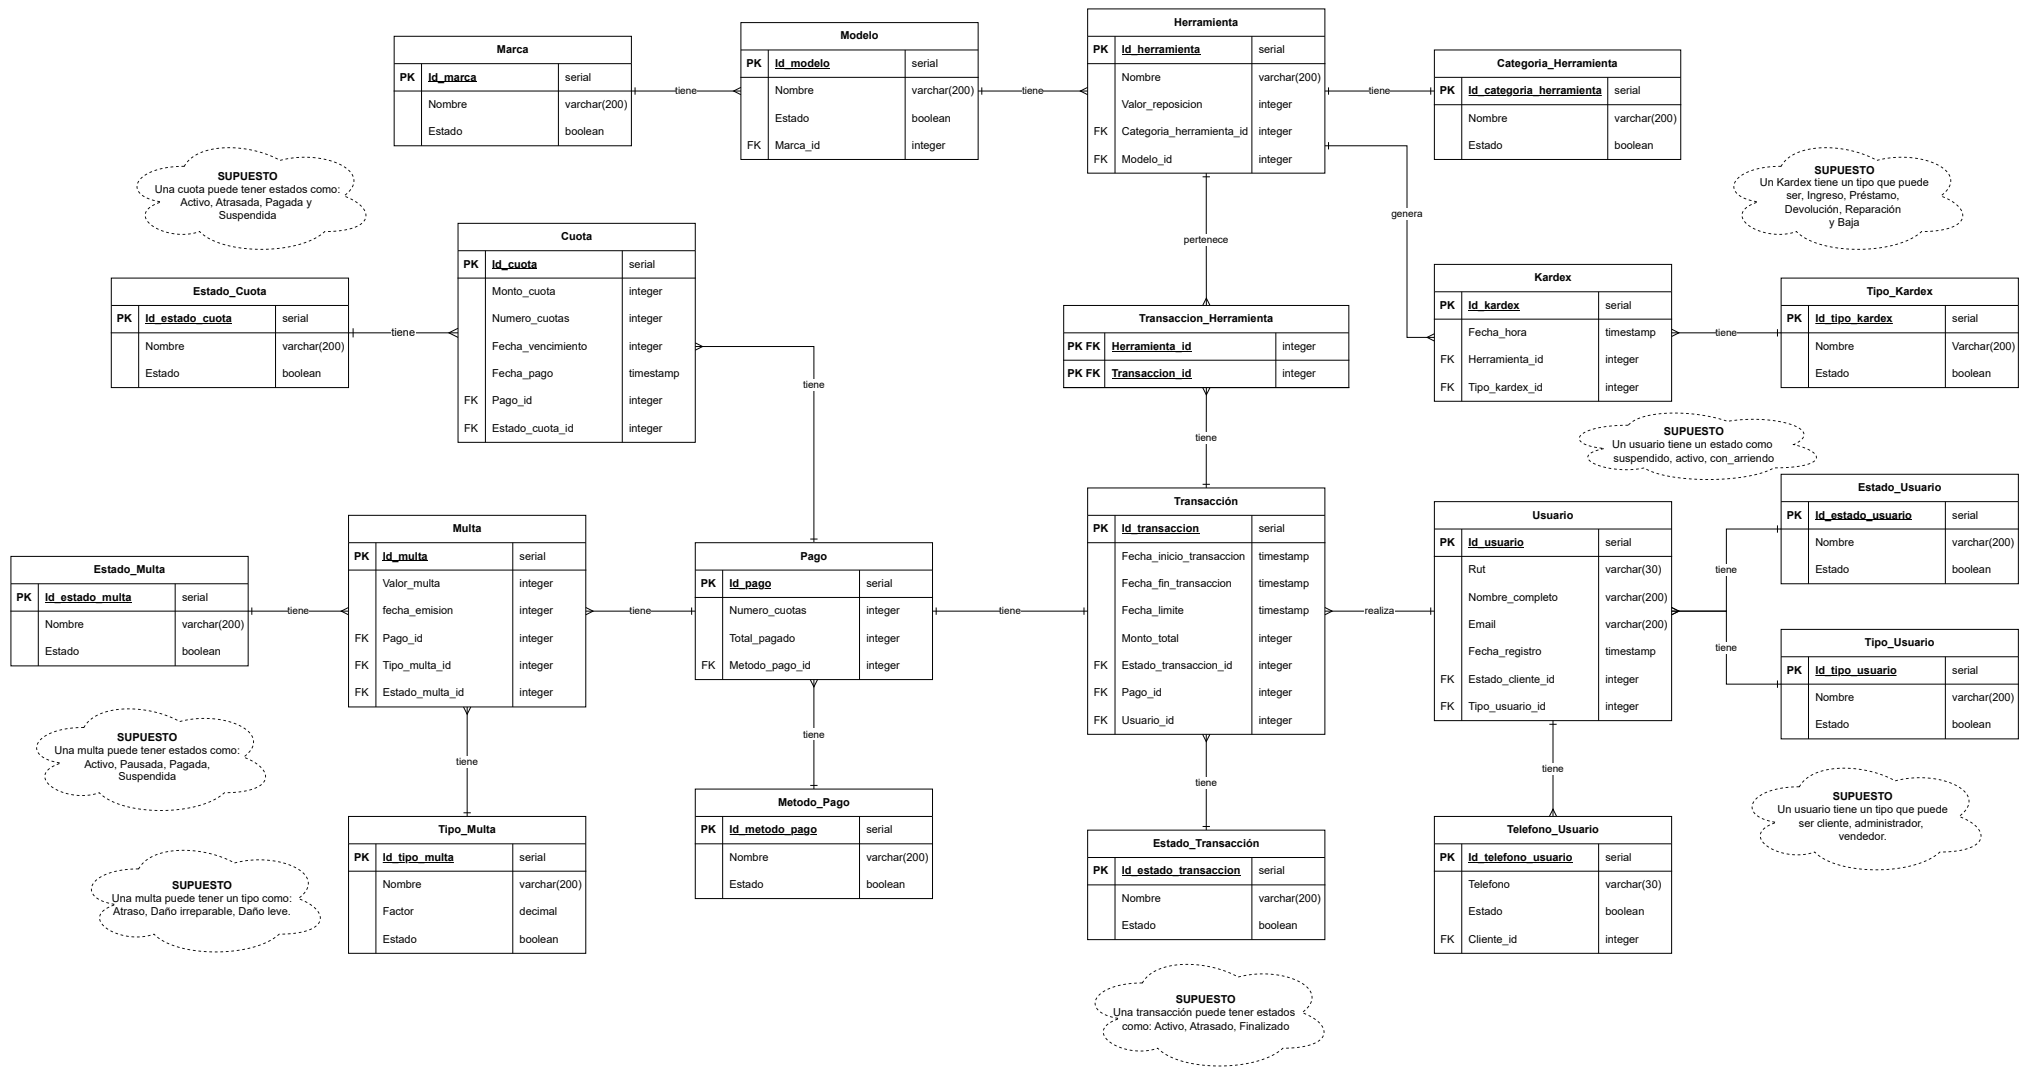 Marca
PK Id_marca serial
Nombre varchar(200)
Estado boolean
tiene
Modelo
PK Id_modelo serial
Nombre varchar(200)
Estado boolean
FK Marca_id integer
tiene
Herramienta
PK Id_herramienta serial
Nombre varchar(200)
Valor_reposicion integer
FK Categoria_herramienta_id integer
FK Modelo_id integer
tiene
Categoria_Herramienta
PK Id_categoria_herramienta serial
Nombre varchar(200)
Estado boolean
SUPUESTO
Una cuota puede tener estados como:
Activo, Atrasada, Pagada y
Suspendida
SUPUESTO
Un Kardex tiene un tipo que puede
ser, Ingreso, Préstamo,
Devolución, Reparación
y Baja
genera
pertenece
Estado_Cuota
PK Id_estado_cuota serial
Nombre varchar(200)
Estado boolean
tiene
Cuota
PK Id_cuota serial
Monto_cuota integer
Numero_cuotas integer
Fecha_vencimiento integer
Fecha_pago timestamp
FK Pago_id integer
FK Estado_cuota_id integer
tiene
Transaccion_Herramienta
PK FK Herramienta_id integer
PK FK Transaccion_id integer
tiene
Kardex
PK Id_kardex serial
Fecha_hora timestamp
FK Herramienta_id integer
FK Tipo_kardex_id integer
tiene
Tipo_Kardex
PK Id_tipo_kardex serial
Nombre Varchar(200)
Estado boolean
SUPUESTO
Un usuario tiene un estado como
suspendido, activo, con_arriendo
Estado_Multa
PK Id_estado_multa serial
Nombre varchar(200)
Estado boolean
tiene
Multa
PK Id_multa serial
Valor_multa integer
fecha_emision integer
FK Pago_id integer
FK Tipo_multa_id integer
FK Estado_multa_id integer
tiene
Pago
PK Id_pago serial
Numero_cuotas integer
Total_pagado integer
FK Metodo_pago_id integer
tiene
Transacción
PK Id_transaccion serial
Fecha_inicio_transaccion timestamp
Fecha_fin_transaccion timestamp
Fecha_limite timestamp
Monto_total integer
FK Estado_transaccion_id integer
FK Pago_id integer
FK Usuario_id integer
realiza
Usuario
PK Id_usuario serial
Rut varchar(30)
Nombre_completo varchar(200)
Email varchar(200)
Fecha_registro timestamp
FK Estado_cliente_id integer
FK Tipo_usuario_id integer
tiene
tiene
Estado_Usuario
PK Id_estado_usuario serial
Nombre varchar(200)
Estado boolean
Tipo_Usuario
PK Id_tipo_usuario serial
Nombre varchar(200)
Estado boolean
SUPUESTO
Una multa puede tener estados como:
Activo, Pausada, Pagada,
Suspendida
tiene
tiene
tiene
tiene
SUPUESTO
Una multa puede tener un tipo como:
Atraso, Daño irreparable, Daño leve.
Tipo_Multa
PK Id_tipo_multa serial
Nombre varchar(200)
Factor decimal
Estado boolean
Metodo_Pago
PK Id_metodo_pago serial
Nombre varchar(200)
Estado boolean
Estado_Transacción
PK Id_estado_transaccion serial
Nombre varchar(200)
Estado boolean
Telefono_Usuario
PK Id_telefono_usuario serial
Telefono varchar(30)
Estado boolean
FK Cliente_id integer
SUPUESTO
Un usuario tiene un tipo que puede
ser cliente, administrador,
vendedor.
SUPUESTO
Una transacción puede tener estados
como: Activo, Atrasado, Finalizado